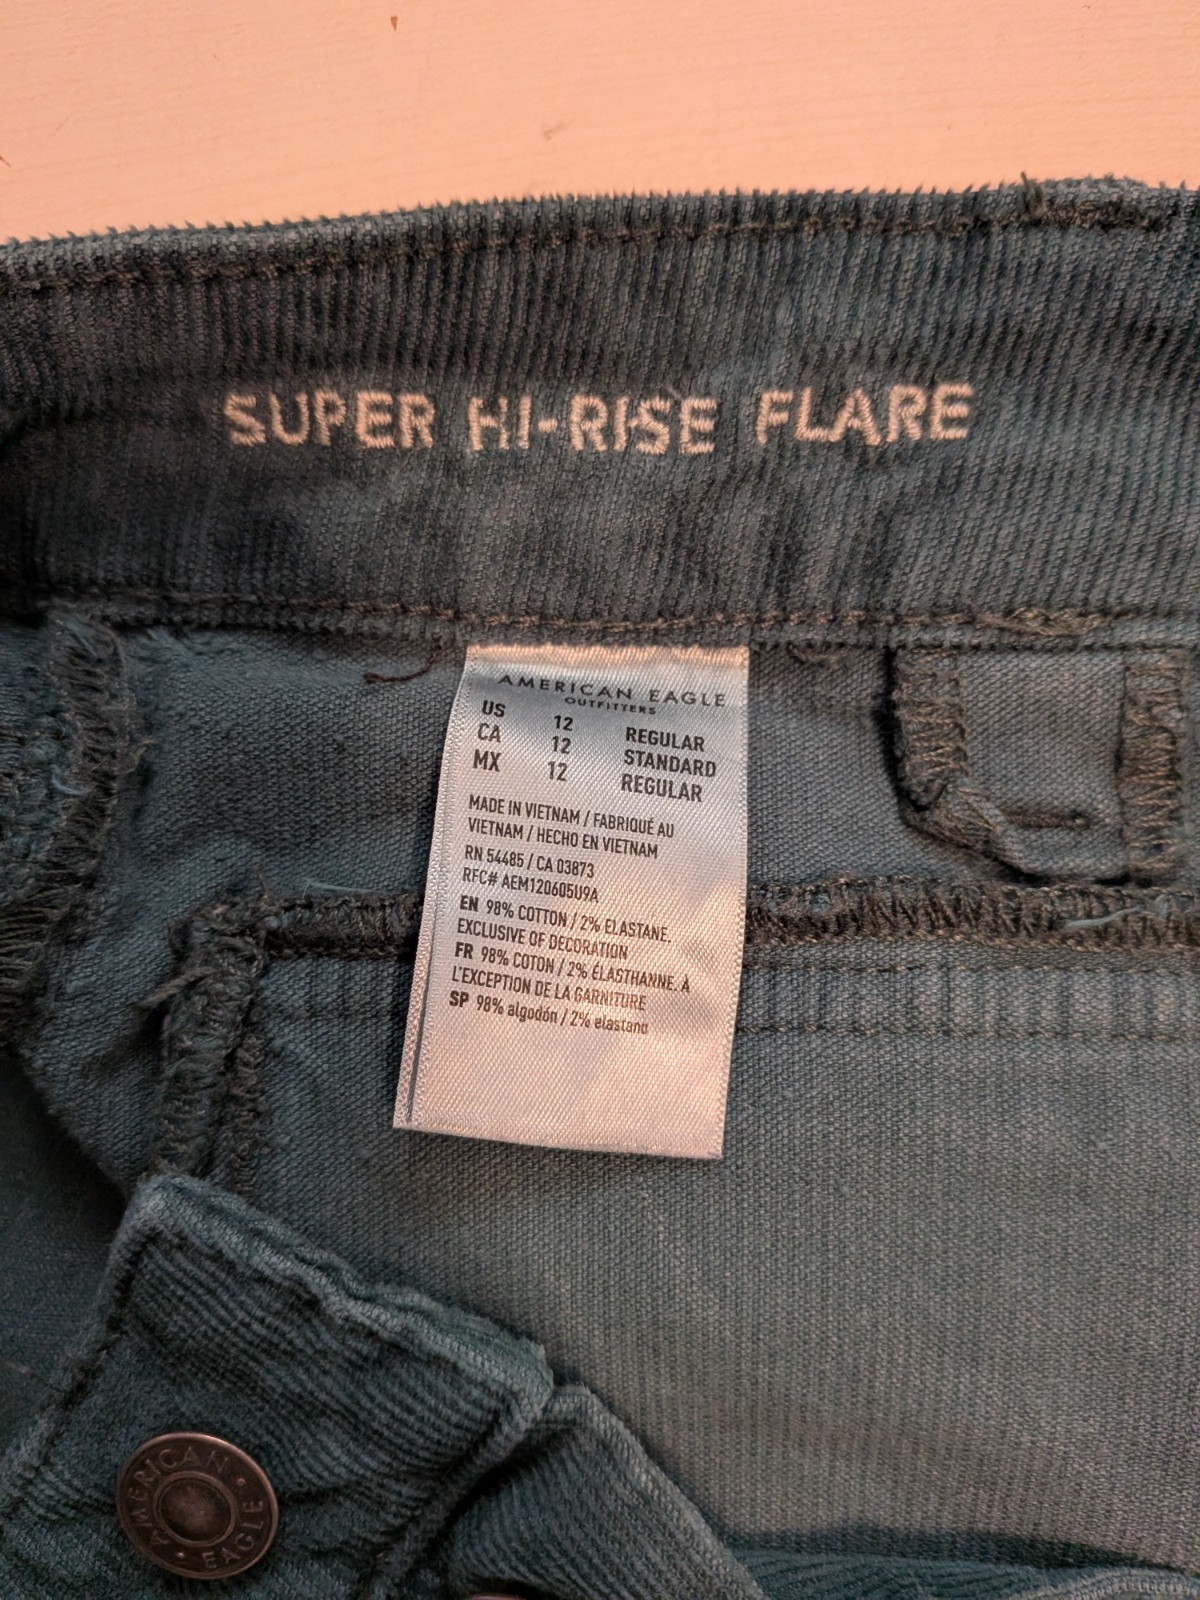 SUPER HI-RISE FLARE
AMERICAN EAGLE
OUTFITTERS
US 12 REGULAR
CA 12 STANDARD
MX 12 REGULAR
MADE IN VIETNAM / FABRIQUÉ AU
VIETNAM / HECHO EN VIETNAM
RN 54485 / CA 03873
RFC# AEM120605U9A
EN 98% COTTON / 2% ELASTANE.
EXCLUSIVE OF DECORATION
FR 98% COTON / 2% ÉLASTHANNE. À
L'EXCEPTION DE LA GARNITURE
SP 98% algodón / 2% elastano
AMERICAN • EAGLE •